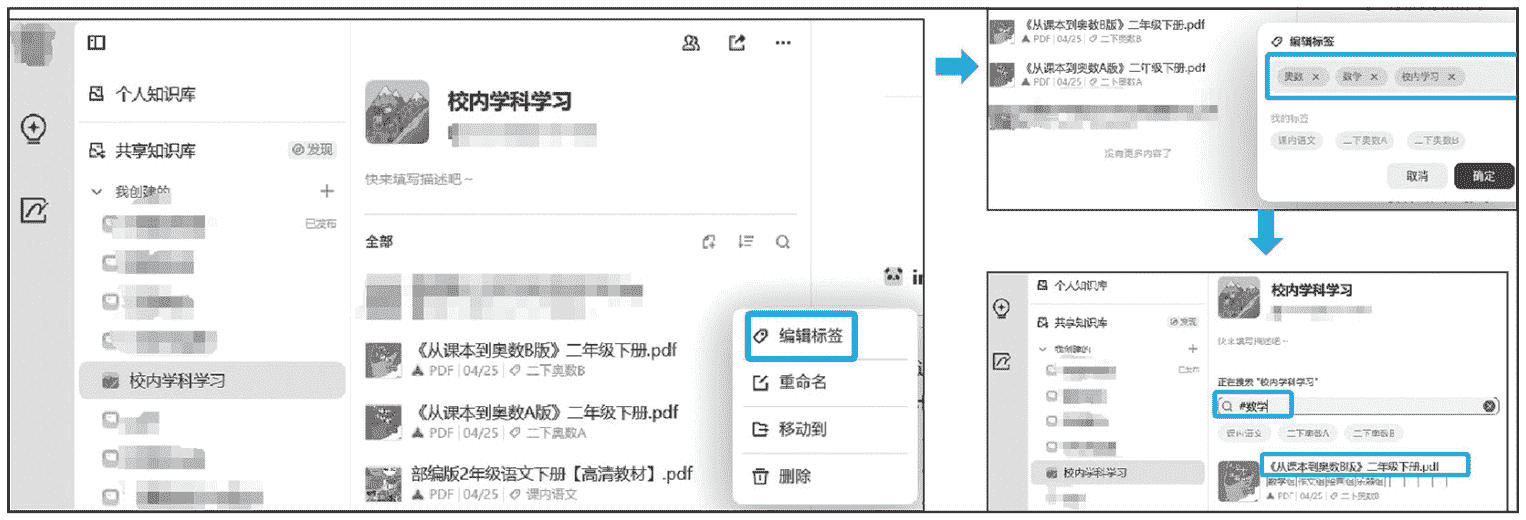 个人知识库
共享知识库
发现
我创建的
已发布
校内学科学习
校内学科学习
快来填写描述吧~
全部
《从课本到奥数B版》二年级下册.pdf
PDF | 04/25 | 二下奥数B
《从课本到奥数A版》二年级下册.pdf
PDF | 04/25 | 二下奥数A
部编版2年级语文下册【高清教材】.pdf
PDF | 04/25 | 课内语文
编辑标签
重命名
移动到
删除
《从课本到奥数B版》二年级下册.pdf
PDF | 04/25 | 二下奥数B
《从课本到奥数A版》二年级下册.pdf
PDF | 04/25 | 二下奥数A
没有更多内容了
编辑标签
奥数 × 数学 × 校内学习 ×
我的标签
课内语文 二下奥数A 二下奥数B
取消 确定
个人知识库
共享知识库
发现
我创建的
已发布
校内学科学习
校内学科学习
快来填写描述吧~
正在搜索 "校内学科学习"
#数学
课内语文 二下奥数A 二下奥数B
《从课本到奥数B版》二年级下册.pdf
PDF | 04/25 | 二下奥数B